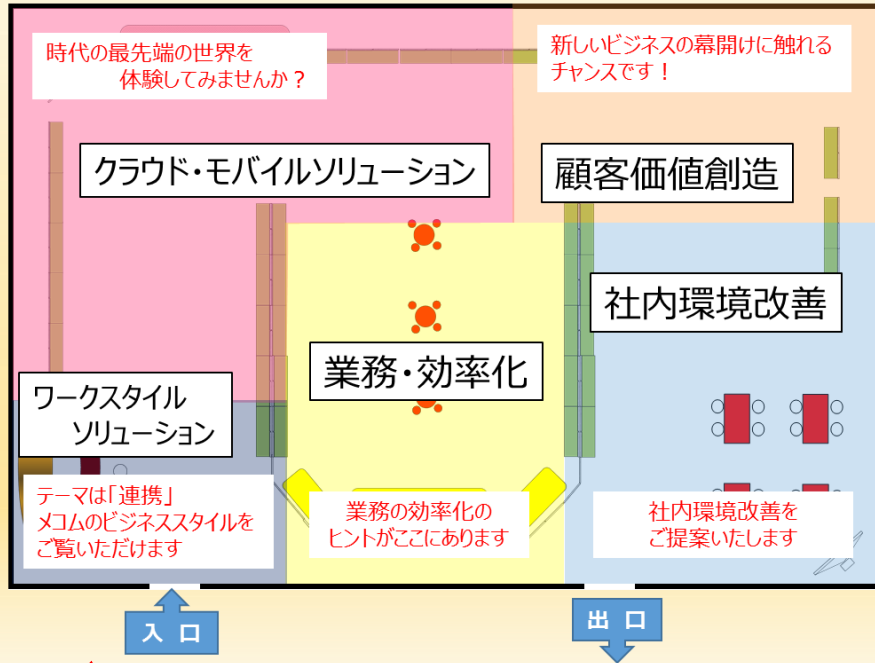 時代の最先端の世界を
体験してみませんか？
新しいビジネスの幕開けに触れる
チャンスです！
クラウド・モバイルソリューション
顧客価値創造
社内環境改善
業務・効率化
ワークスタイル
ソリューション
テーマは「連携」
メコムのビジネススタイルを
ご覧いただけます
業務の効率化の
ヒントがここにあります
社内環境改善を
ご提案いたします
入 口
出 口